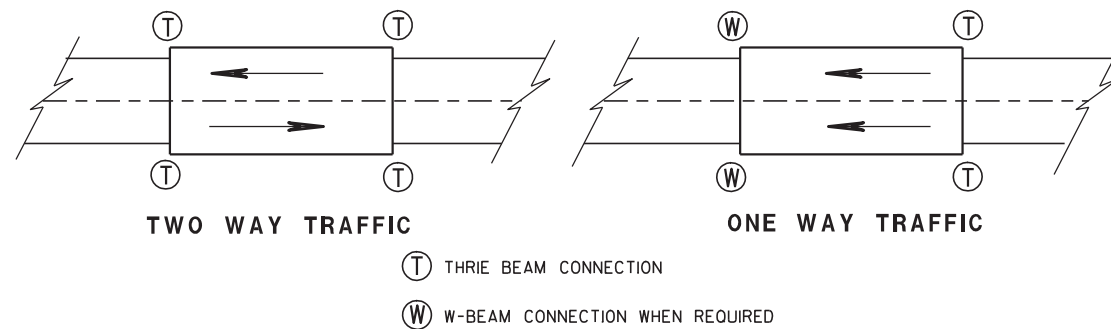 T T W T
T T W T
TWO WAY TRAFFIC
ONE WAY TRAFFIC
T THRIE BEAM CONNECTION
W W-BEAM CONNECTION WHEN REQUIRED